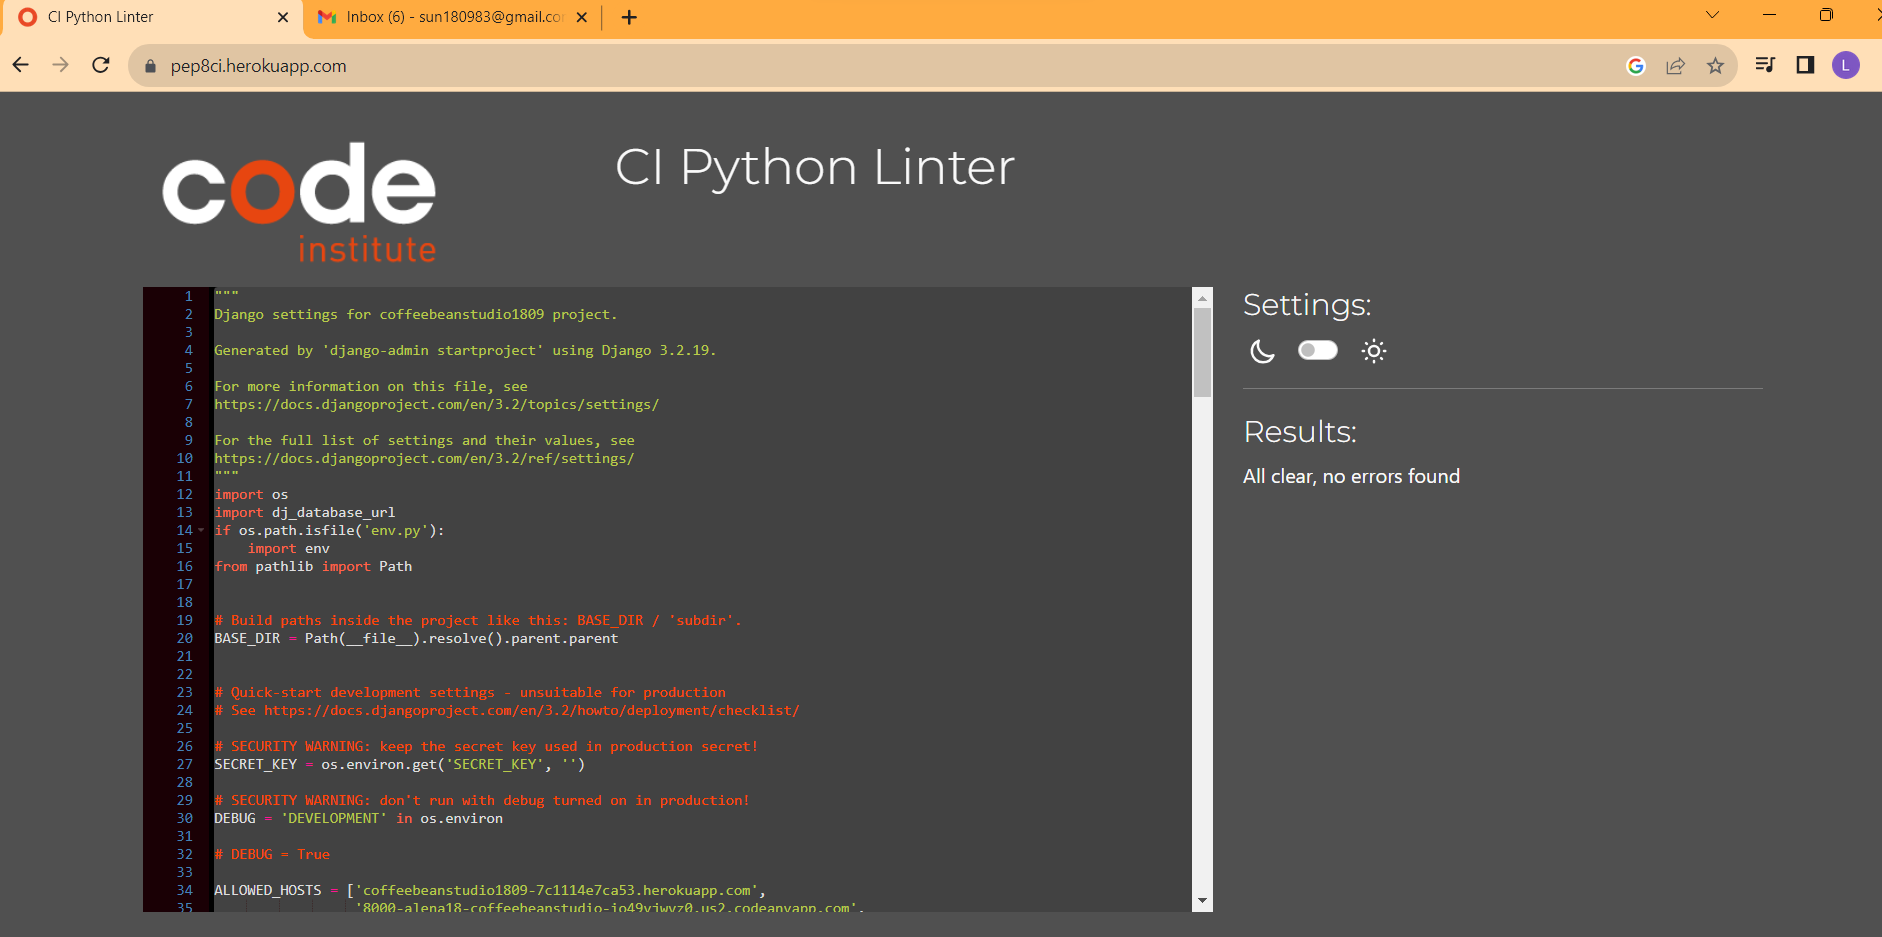 CI Python Linter
Inbox (6) - sun180983@gmail.co
pep8ci.herokuapp.com
L
code
institute
CI Python Linter
1 """
2 Django settings for coffeebeanstudio1809 project.
3
4 Generated by 'django-admin startproject' using Django 3.2.19.
5
6 For more information on this file, see
7 https://docs.djangoproject.com/en/3.2/topics/settings/
8
9 For the full list of settings and their values, see
10 https://docs.djangoproject.com/en/3.2/ref/settings/
11 """
12 import os
13 import dj_database_url
14 if os.path.isfile('env.py'):
15 import env
16 from pathlib import Path
17
18
19 # Build paths inside the project like this: BASE_DIR / 'subdir'.
20 BASE_DIR = Path(__file__).resolve().parent.parent
21
22
23 # Quick-start development settings - unsuitable for production
24 # See https://docs.djangoproject.com/en/3.2/howto/deployment/checklist/
25
26 # SECURITY WARNING: keep the secret key used in production secret!
27 SECRET_KEY = os.environ.get('SECRET_KEY', '')
28
29 # SECURITY WARNING: don't run with debug turned on in production!
30 DEBUG = 'DEVELOPMENT' in os.environ
31
32 # DEBUG = True
33
34 ALLOWED_HOSTS = ['coffeebeanstudio1809-7c1114e7ca53.herokuapp.com',
35
Settings:
Results:
All clear, no errors found